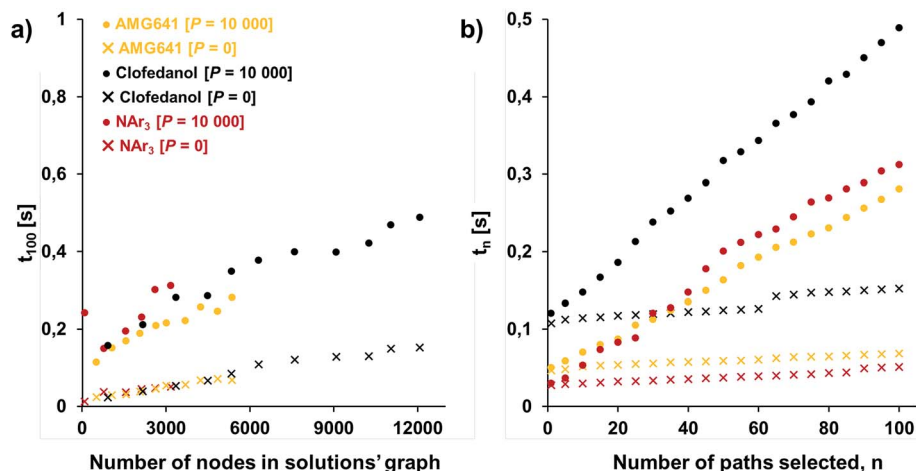 a)
t100 [s]
1
0,8
0,6
0,4
0,2
0
AMG641 [P = 10 000]
AMG641 [P = 0]
Clofedanol [P = 10 000]
Clofedanol [P = 0]
NAr3 [P = 10 000]
NAr3 [P = 0]
0 3000 6000 9000 12000
Number of nodes in solutions' graph
b)
tn [s]
0,5
0,4
0,3
0,2
0,1
0
0 20 40 60 80 100
Number of paths selected, n